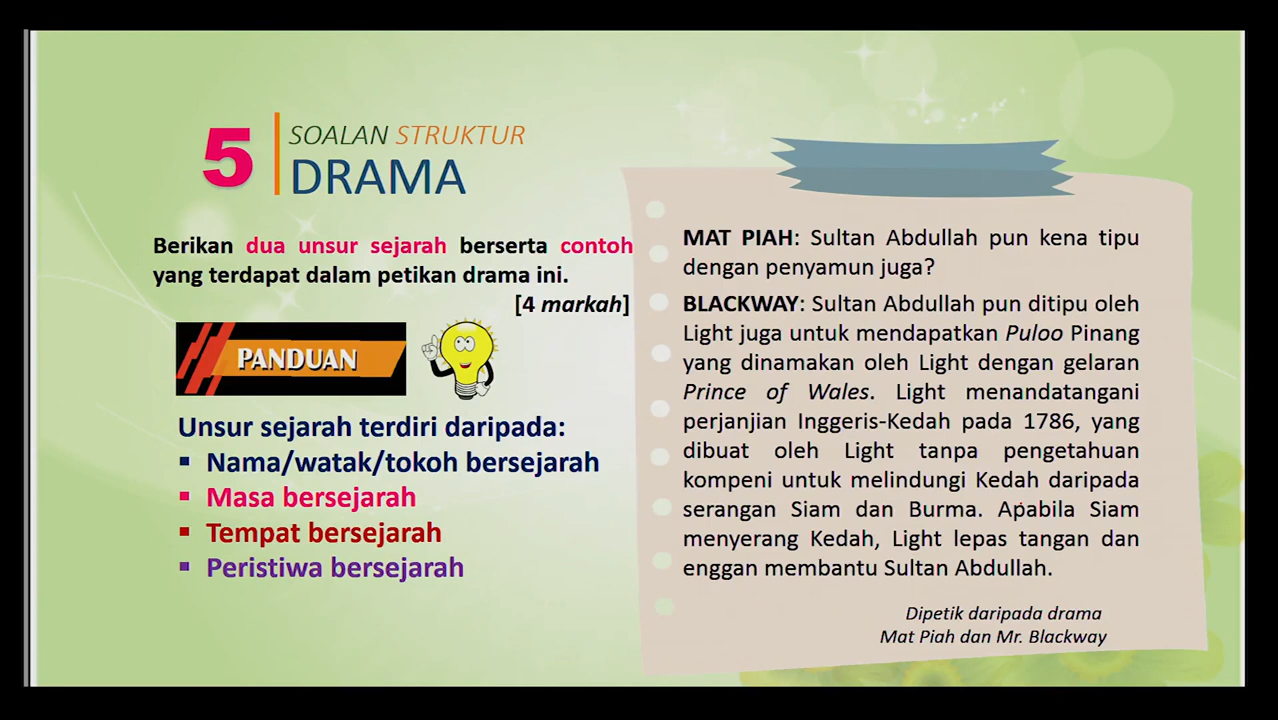 5
SOALAN STRUKTUR
DRAMA
Berikan dua unsur sejarah berserta contoh
yang terdapat dalam petikan drama ini.
[4 markah]
PANDUAN
Unsur sejarah terdiri daripada:
▪ Nama/watak/tokoh bersejarah
▪ Masa bersejarah
▪ Tempat bersejarah
▪ Peristiwa bersejarah
MAT PIAH: Sultan Abdullah pun kena tipu
dengan penyamun juga?
BLACKWAY: Sultan Abdullah pun ditipu oleh
Light juga untuk mendapatkan Puloo Pinang
yang dinamakan oleh Light dengan gelaran
Prince of Wales. Light menandatangani
perjanjian Inggeris-Kedah pada 1786, yang
dibuat oleh Light tanpa pengetahuan
kompeni untuk melindungi Kedah daripada
serangan Siam dan Burma. Apabila Siam
menyerang Kedah, Light lepas tangan dan
enggan membantu Sultan Abdullah.
Dipetik daripada drama
Mat Piah dan Mr. Blackway